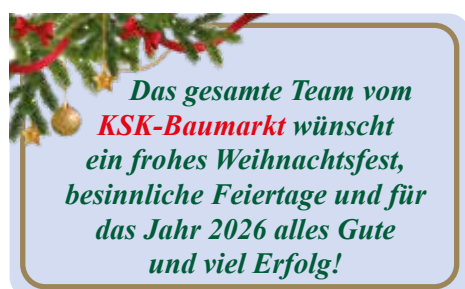 Das gesamte Team vom
KSK-Baumarkt wünscht
ein frohes Weihnachtsfest,
besinnliche Feiertage und für
das Jahr 2026 alles Gute
und viel Erfolg!